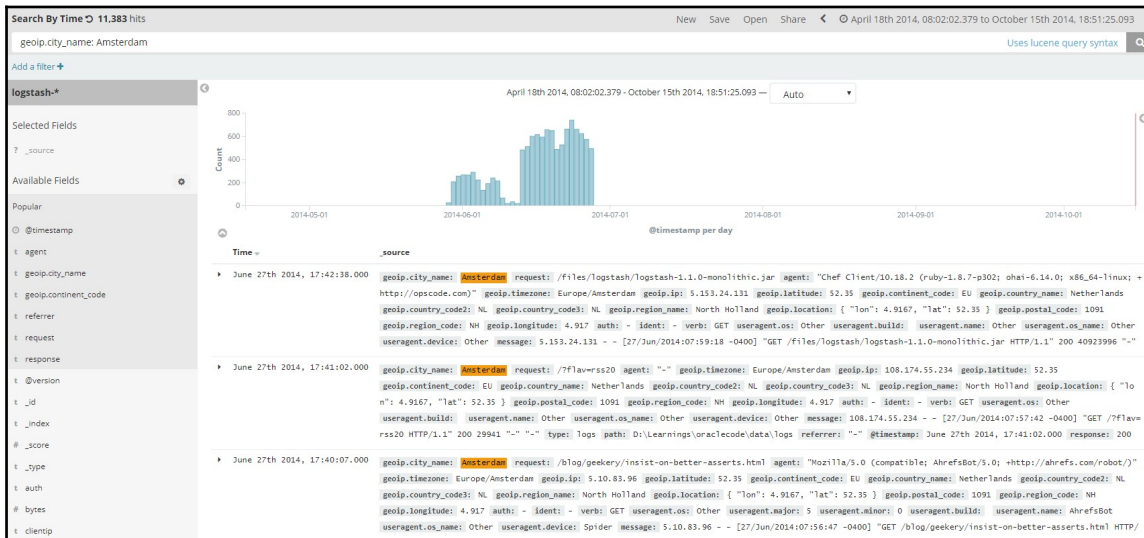 Search By Time 11,383 hits
New Save Open Share April 18th 2014, 08:02:02.379 to October 15th 2014, 18:51:25.093
geoip.city_name: Amsterdam
Uses lucene query syntax
Add a filter +
logstash-*
April 18th 2014, 08:02:02.379 - October 15th 2014, 18:51:25.093 — Auto
Selected Fields
? _source
Available Fields
Popular
@timestamp
t agent
t geoip.city_name
t geoip.continent_code
t referrer
t request
t response
t @version
t _id
t _index
# _score
t _type
t auth
# bytes
t clientip
Count
800
600
400
200
0
2014-05-01 2014-06-01 2014-07-01 2014-08-01 2014-09-01 2014-10-01
@timestamp per day
Time _source
June 27th 2014, 17:42:38.000 geoip.city_name: Amsterdam request: /files/logstash/logstash-1.1.0-monolithic.jar agent: "Chef Client/10.18.2 (ruby-1.8.7-p302; ohai-6.14.0; x86_64-linux; +
http://opscode.com)" geoip.timezone: Europe/Amsterdam geoip.ip: 5.153.24.131 geoip.latitude: 52.35 geoip.continent_code: EU geoip.country_name: Netherlands
geoip.country_code2: NL geoip.country_code3: NL geoip.region_name: North Holland geoip.location: { "lon": 4.9167, "lat": 52.35 } geoip.postal_code: 1091
geoip.region_code: NH geoip.longitude: 4.917 auth: - ident: - verb: GET useragent.os: Other useragent.build: useragent.name: Other useragent.os_name: Other
useragent.device: Other message: 5.153.24.131 - - [27/Jun/2014:07:59:18 -0400] "GET /files/logstash/logstash-1.1.0-monolithic.jar HTTP/1.1" 200 40923996 "-"
June 27th 2014, 17:41:02.000 geoip.city_name: Amsterdam request: /?flav=rss20 agent: "-" geoip.timezone: Europe/Amsterdam geoip.ip: 108.174.55.234 geoip.latitude: 52.35
geoip.continent_code: EU geoip.country_name: Netherlands geoip.country_code2: NL geoip.country_code3: NL geoip.region_name: North Holland geoip.location: { "lo
n": 4.9167, "lat": 52.35 } geoip.postal_code: 1091 geoip.region_code: NH geoip.longitude: 4.917 auth: - ident: - verb: GET useragent.os: Other
useragent.build: useragent.name: Other useragent.os_name: Other useragent.device: Other message: 108.174.55.234 - - [27/Jun/2014:07:57:42 -0400] "GET /?flav=
rss20 HTTP/1.1" 200 29941 "-" "-" type: logs path: D:\Learnings\oraclecode\data\logs referrer: "-" @timestamp: June 27th 2014, 17:41:02.000 response: 200
June 27th 2014, 17:40:07.000 geoip.city_name: Amsterdam request: /blog/geekery/insist-on-better-asserts.html agent: "Mozilla/5.0 (compatible; AhrefsBot/5.0; +http://ahrefs.com/robot/)"
geoip.timezone: Europe/Amsterdam geoip.ip: 5.10.83.96 geoip.latitude: 52.35 geoip.continent_code: EU geoip.country_name: Netherlands geoip.country_code2: NL
geoip.country_code3: NL geoip.region_name: North Holland geoip.location: { "lon": 4.9167, "lat": 52.35 } geoip.postal_code: 1091 geoip.region_code: NH
geoip.longitude: 4.917 auth: - ident: - verb: GET useragent.os: Other useragent.major: 5 useragent.minor: 0 useragent.build: useragent.name: AhrefsBot
useragent.os_name: Other useragent.device: Spider message: 5.10.83.96 - - [27/Jun/2014:07:56:47 -0400] "GET /blog/geekery/insist-on-better-asserts.html HTTP/